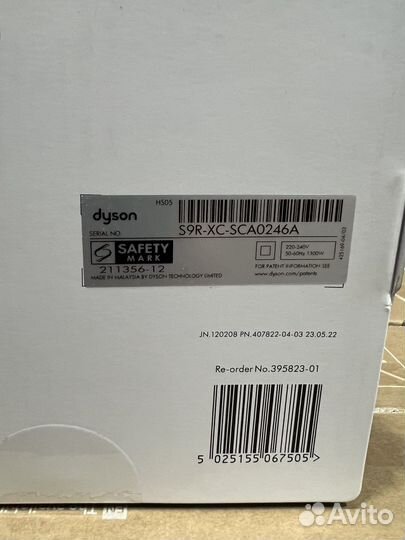 HS05
dyson
SERIAL NO.
S9R-XC-SCA0246A
SAFETY
MARK
211356-12
220-240V
50-60Hz 1300W
FOR PATENT INFORMATION SEE
www.dyson.com/patents
MADE IN MALAYSIA BY DYSON TECHNOLOGY LIMITED
JN.120208 PN.407822-04-03 23.05.22
Re-order No.395823-01
5 025155 067505 >
Avito